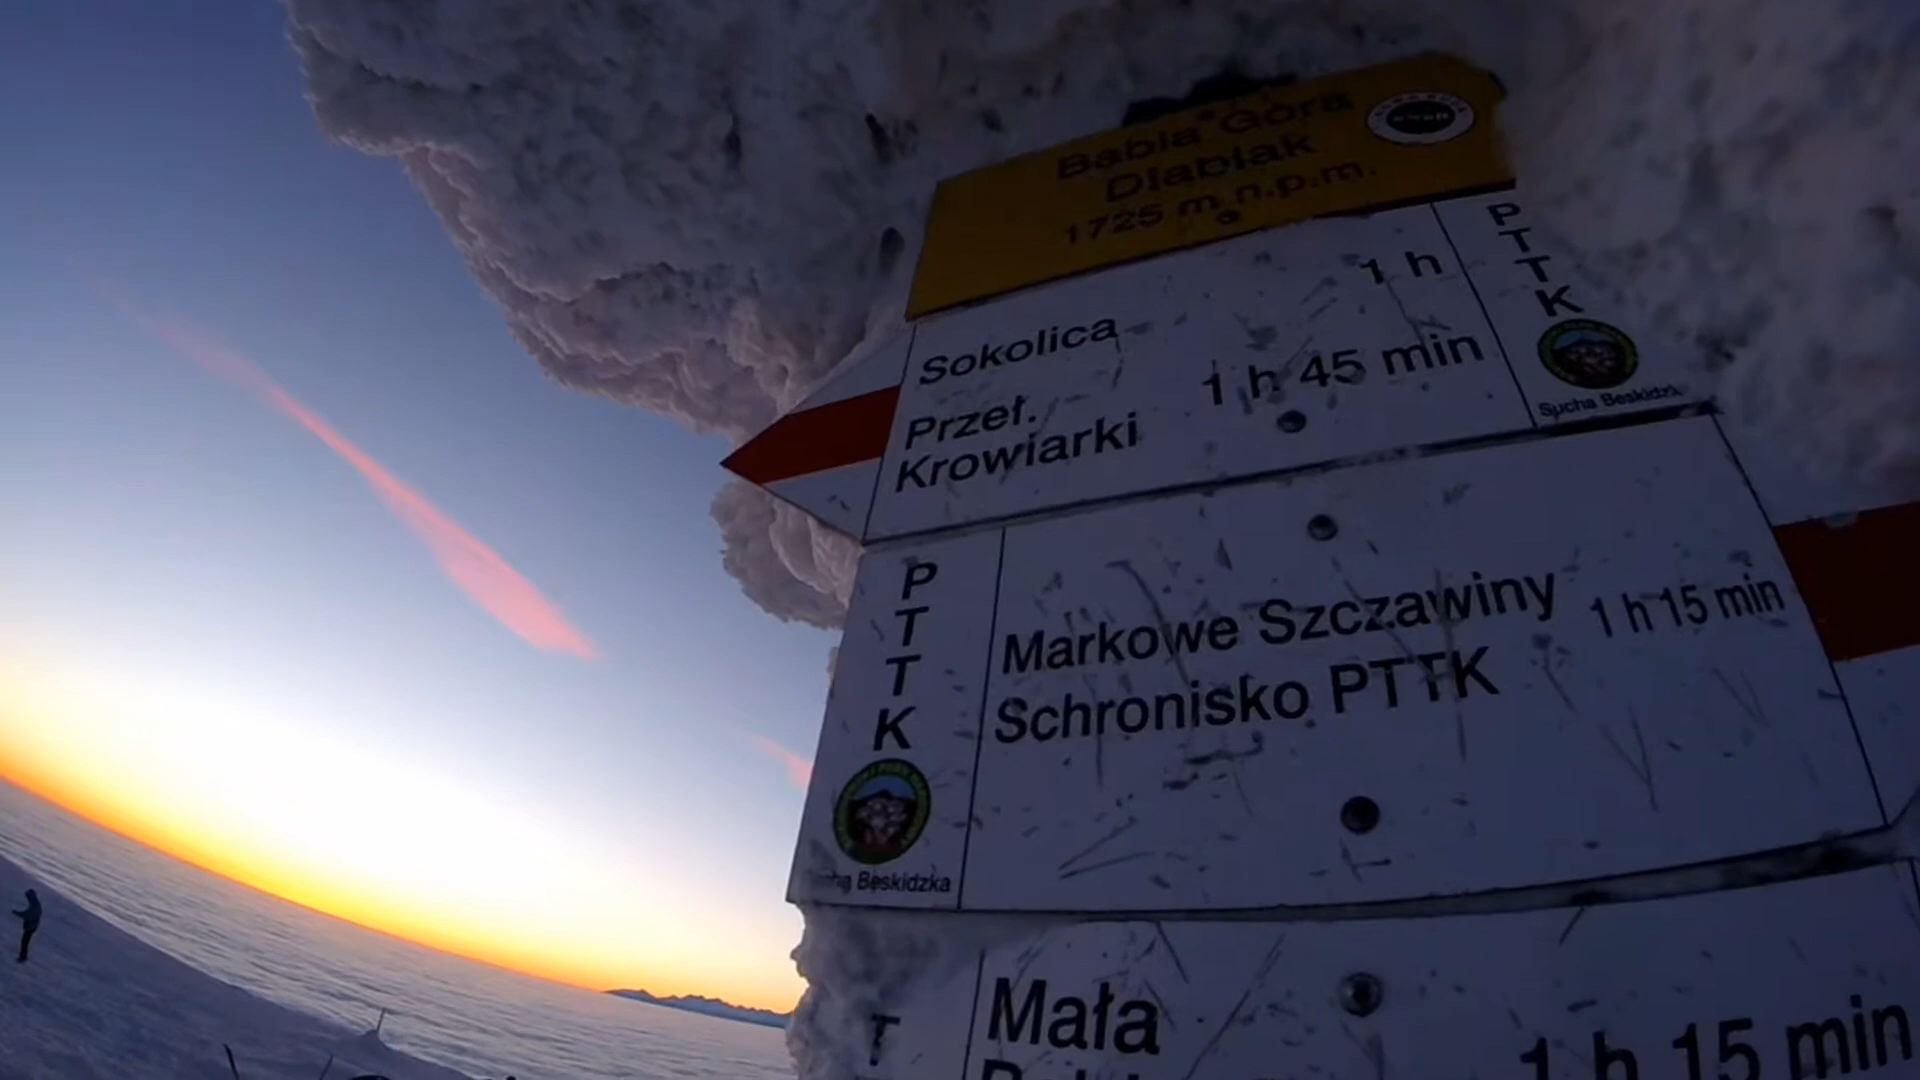 Babia Góra
Diablak
1725 m n.p.m.
Sokolica 1 h
Przeł.
Krowiarki 1 h 45 min
PTTK
Sucha Beskidzka
PTTK
Markowe Szczawiny 1 h 15 min
Schronisko PTTK
Beskidzka
T
Mała
1 h 15 min